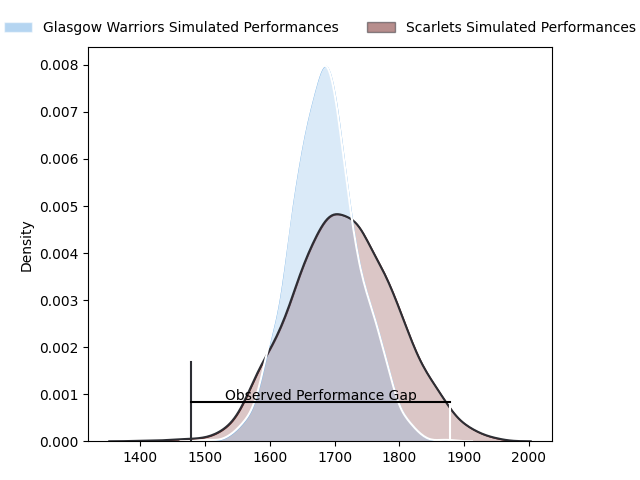 Glasgow Warriors Simulated Performances
Scarlets Simulated Performances
0.008
0.007
0.006
0.005
0.004
0.003
0.002
0.001
0.000
Density
Observed Performance Gap
1400 1500 1600 1700 1800 1900 2000